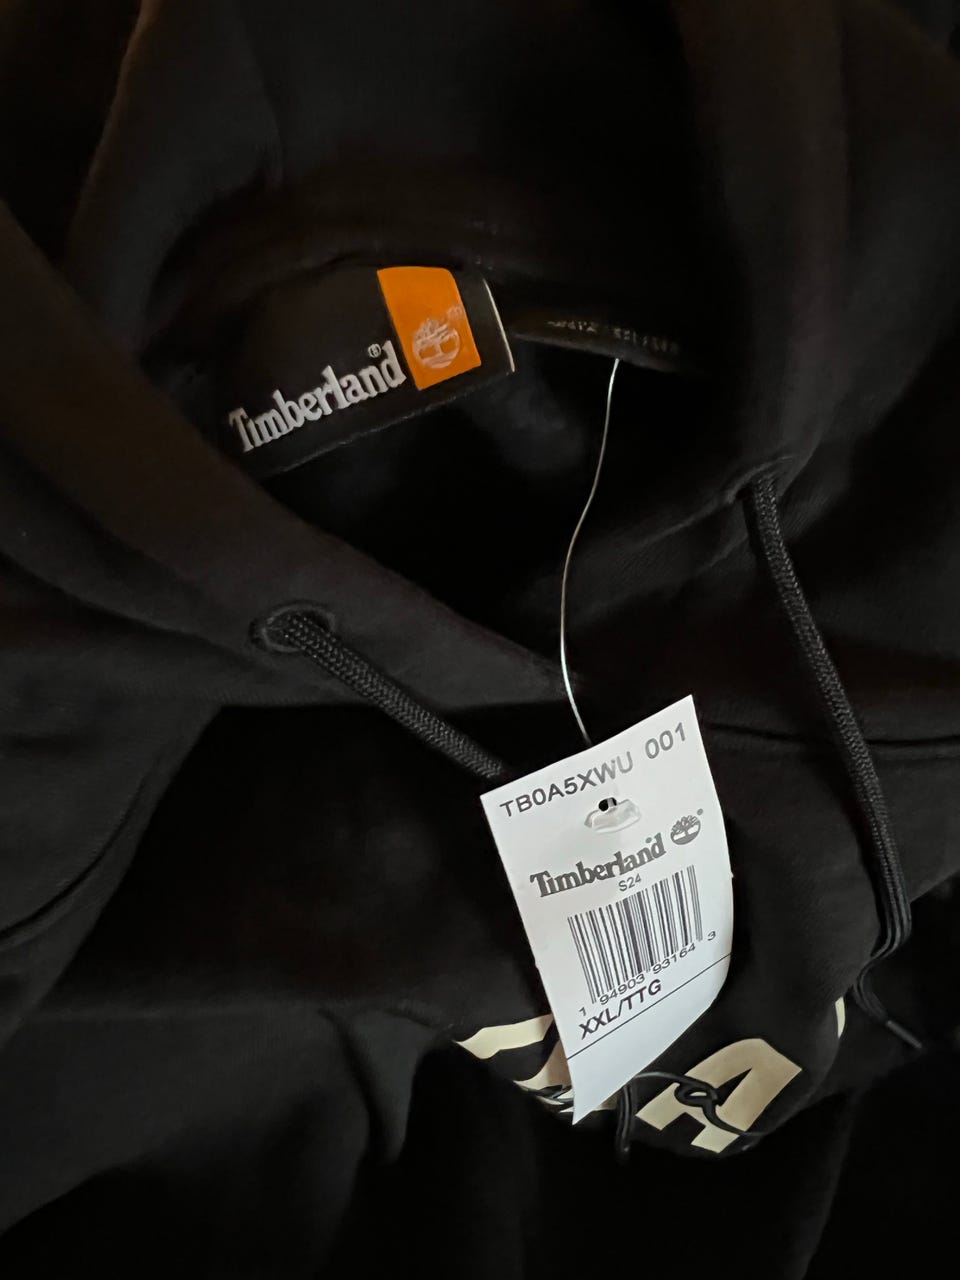 Timberland®
TB0A5XWU 001
Timberland®
S24
1 94903 93164 3
XXL/TTG